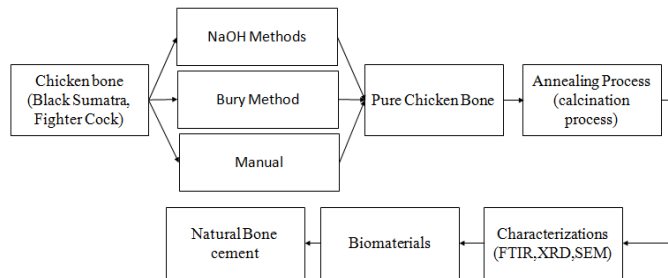 NaOH Methods
Chicken bone
(Black Sumatra,
Fighter Cock)
Bury Method
Manual
Pure Chicken Bone
Annealing Process
(calcination
process)
Characterizations
(FTIR,XRD,SEM)
Biomaterials
Natural Bone
cement